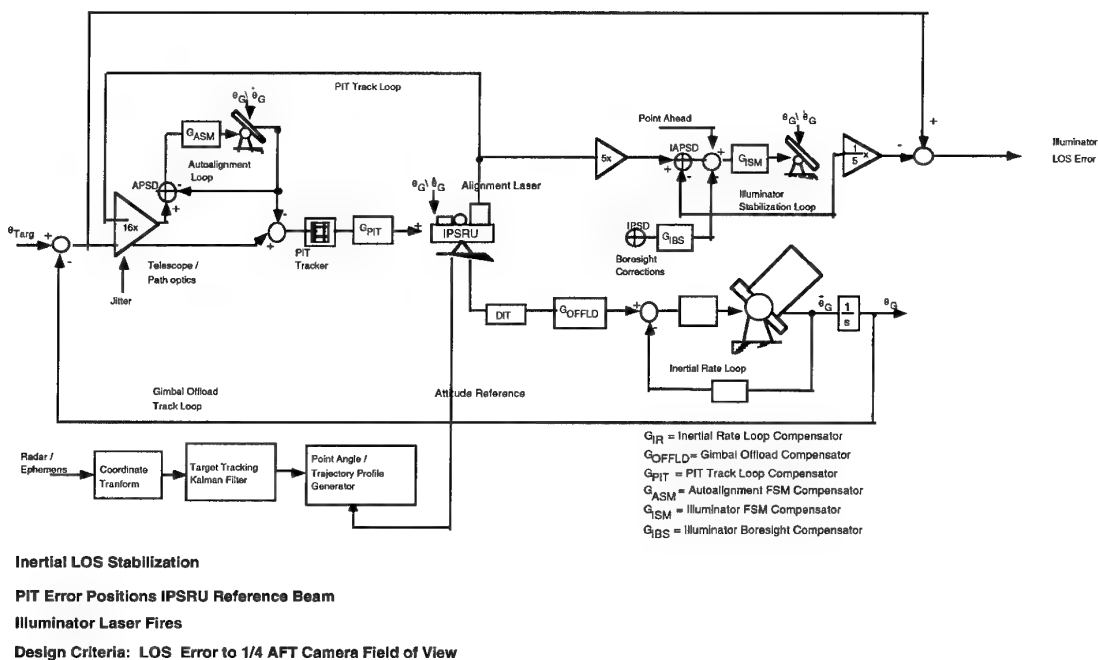 PIT Track Loop
θG\ θ̇G
GASM
Autoalignment
Loop
APSD
-
+
16x
θTarg
+
-
Telescope /
Path optics
Jitter
-
+
PIT
Tracker
GPIT
+
θG\ θ̇G
Alignment Laser
IPSRU
5x
Point Ahead
IAPSD
+
-
+
-
GISM
θG\ θ̇G
Illuminator
Stabilization Loop
IPSD
GIBS
Boresight
Corrections
1/5 x
-
+
Illuminator
LOS Error
DIT
GOFFLD
+
-
Inertial Rate Loop
θ̇G
1/s
θG
Gimbal Offload
Track Loop
Attitude Reference
Radar /
Ephemens
Coordinate
Tranform
Target Tracking
Kalman Filter
Point Angle /
Trajectory Profile
Generator
GIR = Inertial Rate Loop Compensator
GOFFLD= Gimbal Offload Compensator
GPIT = PIT Track Loop Compensator
GASM = Autoalignment FSM Compensator
GISM = Illuminator FSM Compensator
GIBS = Illuminator Boresight Compensator
Inertial LOS Stabilization
PIT Error Positions IPSRU Reference Beam
Illuminator Laser Fires
Design Criteria: LOS Error to 1/4 AFT Camera Field of View